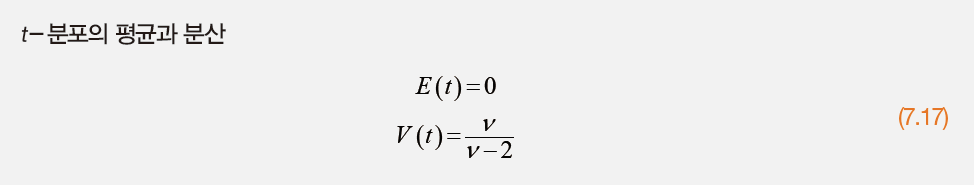 t-분포의 평균과 분산
E(t)=0
V(t)=ν/(ν-2)
(7.17)